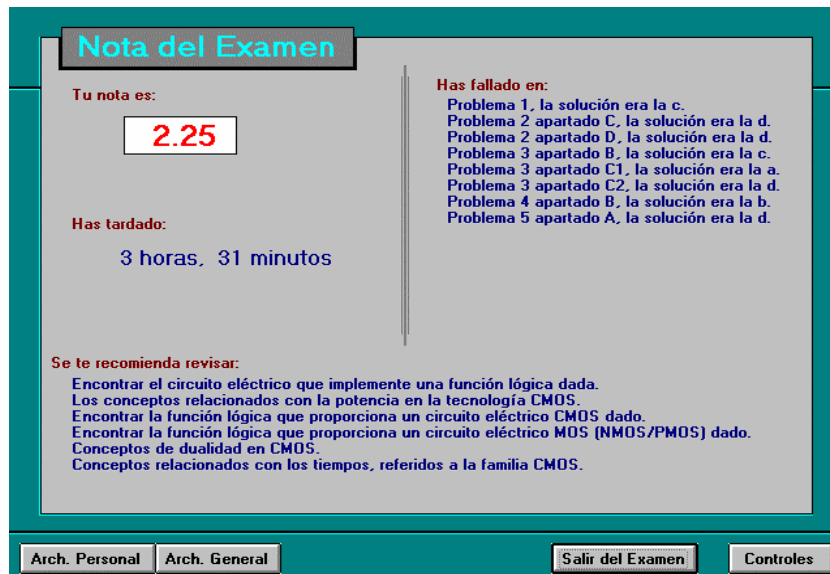 Nota del Examen
Tu nota es:
2.25
Has tardado:
3 horas, 31 minutos
Has fallado en:
Problema 1, la solución era la c.
Problema 2 apartado C, la solución era la d.
Problema 2 apartado D, la solución era la d.
Problema 3 apartado B, la solución era la c.
Problema 3 apartado C1, la solución era la a.
Problema 3 apartado C2, la solución era la d.
Problema 4 apartado B, la solución era la b.
Problema 5 apartado A, la solución era la d.
Se te recomienda revisar:
Encontrar el circuito eléctrico que implemente una función lógica dada.
Los conceptos relacionados con la potencia en la tecnología CMOS.
Encontrar la función lógica que proporciona un circuito eléctrico CMOS dado.
Encontrar la función lógica que proporciona un circuito eléctrico MOS (NMOS/PMOS) dado.
Conceptos de dualidad en CMOS.
Conceptos relacionados con los tiempos, referidos a la familia CMOS.
Arch. Personal
Arch. General
Salir del Examen
Controles